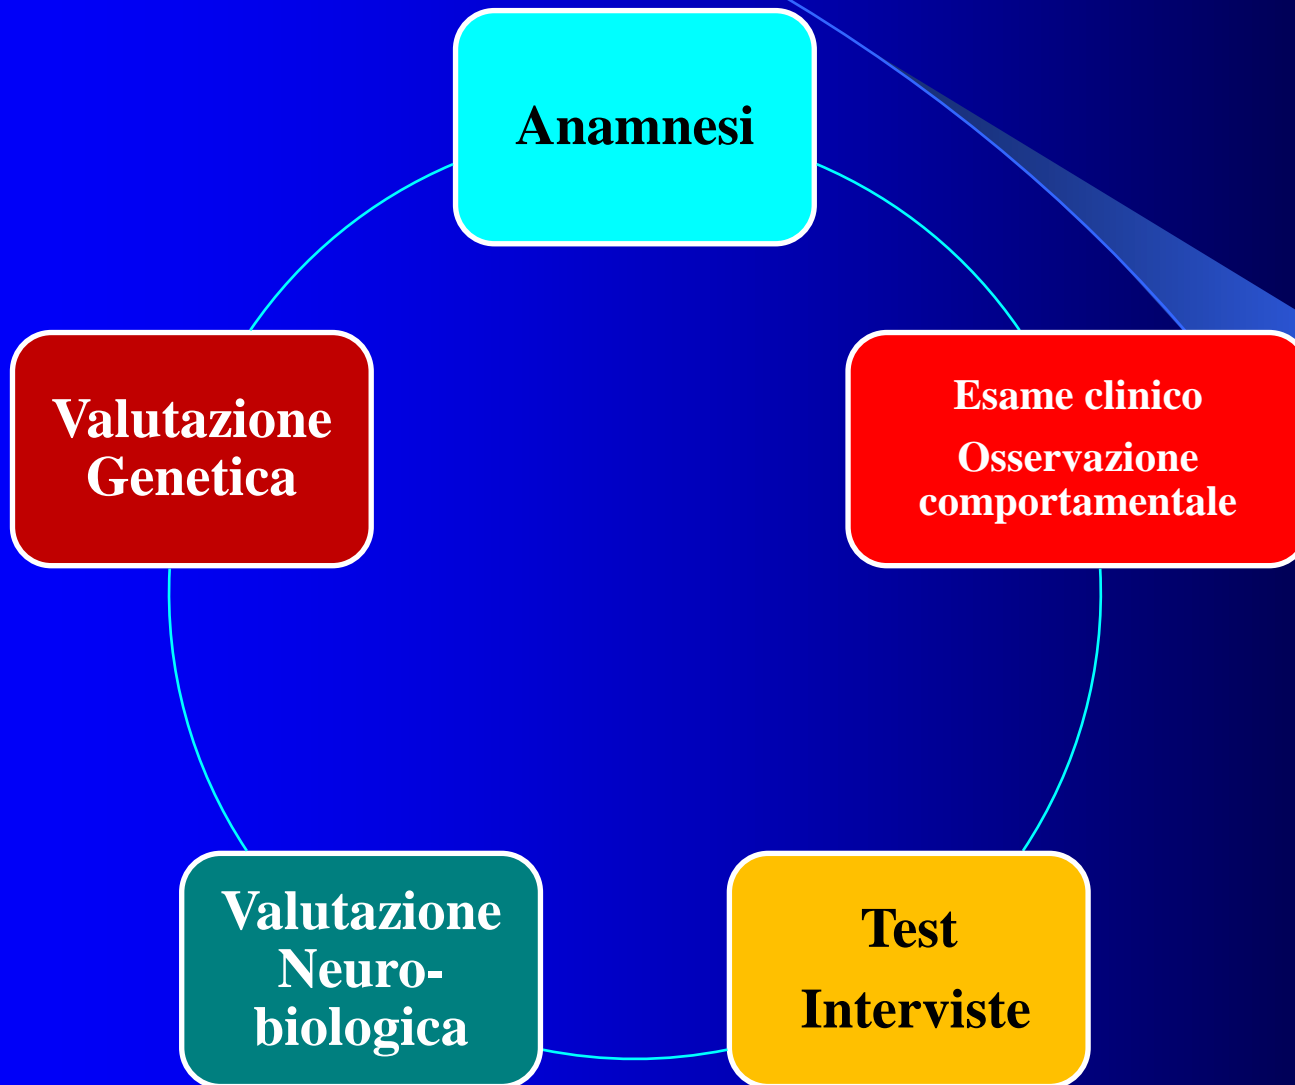 Anamnesi
Esame clinico
Osservazione
comportamentale
Test
Interviste
Valutazione
Neuro-
biologica
Valutazione
Genetica